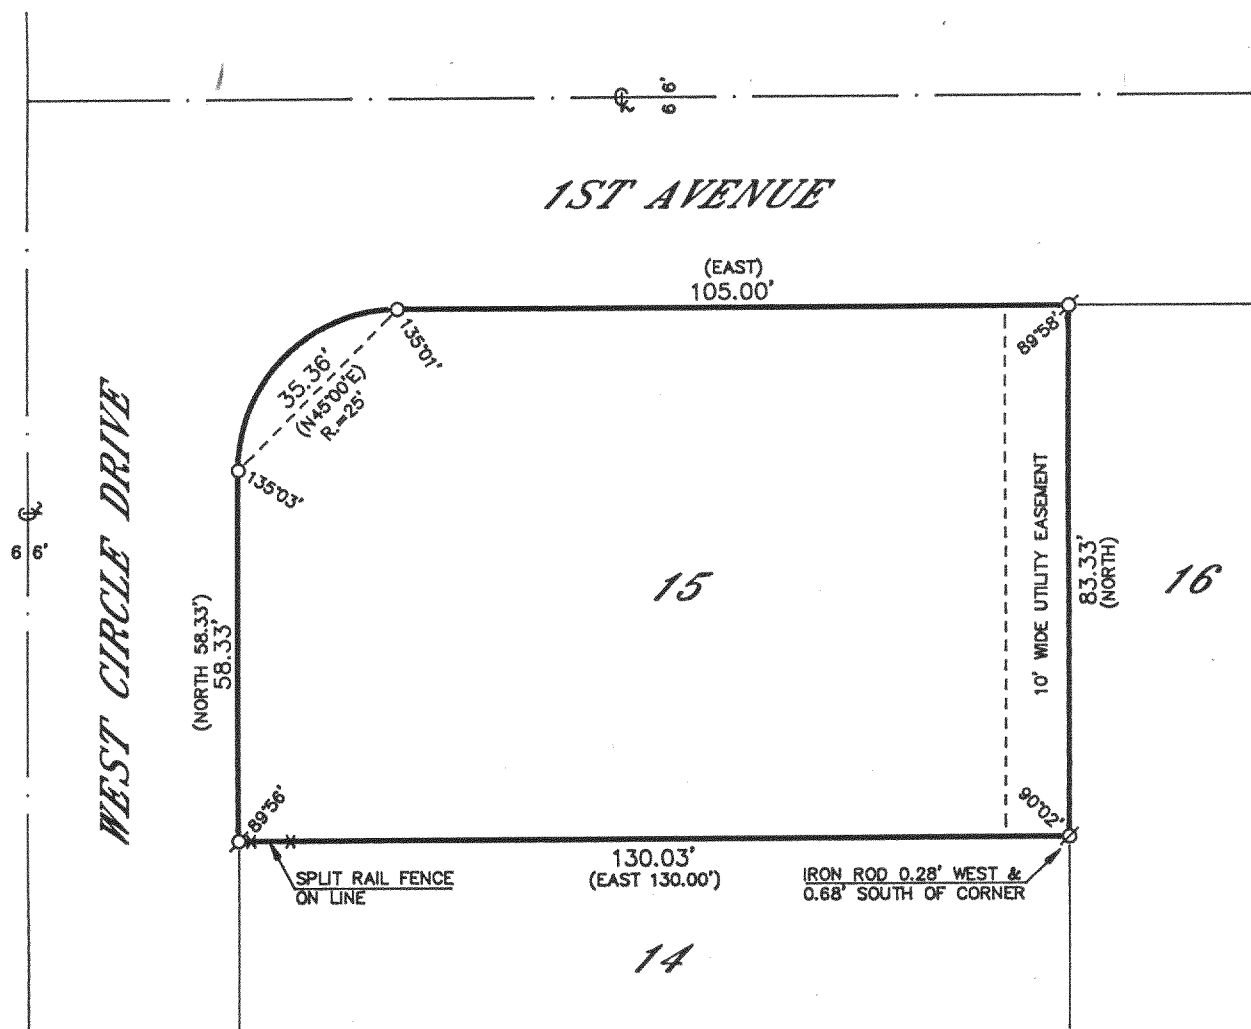 6 6'
1ST AVENUE
(EAST)
105.00'
135°01'
89°58'
35.36'
(N45°00'E)
R.=25'
135°03'
WEST CIRCLE DRIVE
6 6'
10' WIDE UTILITY EASEMENT
83.33'
(NORTH)
15
16
(NORTH 58.33')
58.33'
89°56'
90°02'
130.03'
(EAST 130.00')
SPLIT RAIL FENCE
ON LINE
IRON ROD 0.28' WEST &
0.68' SOUTH OF CORNER
14